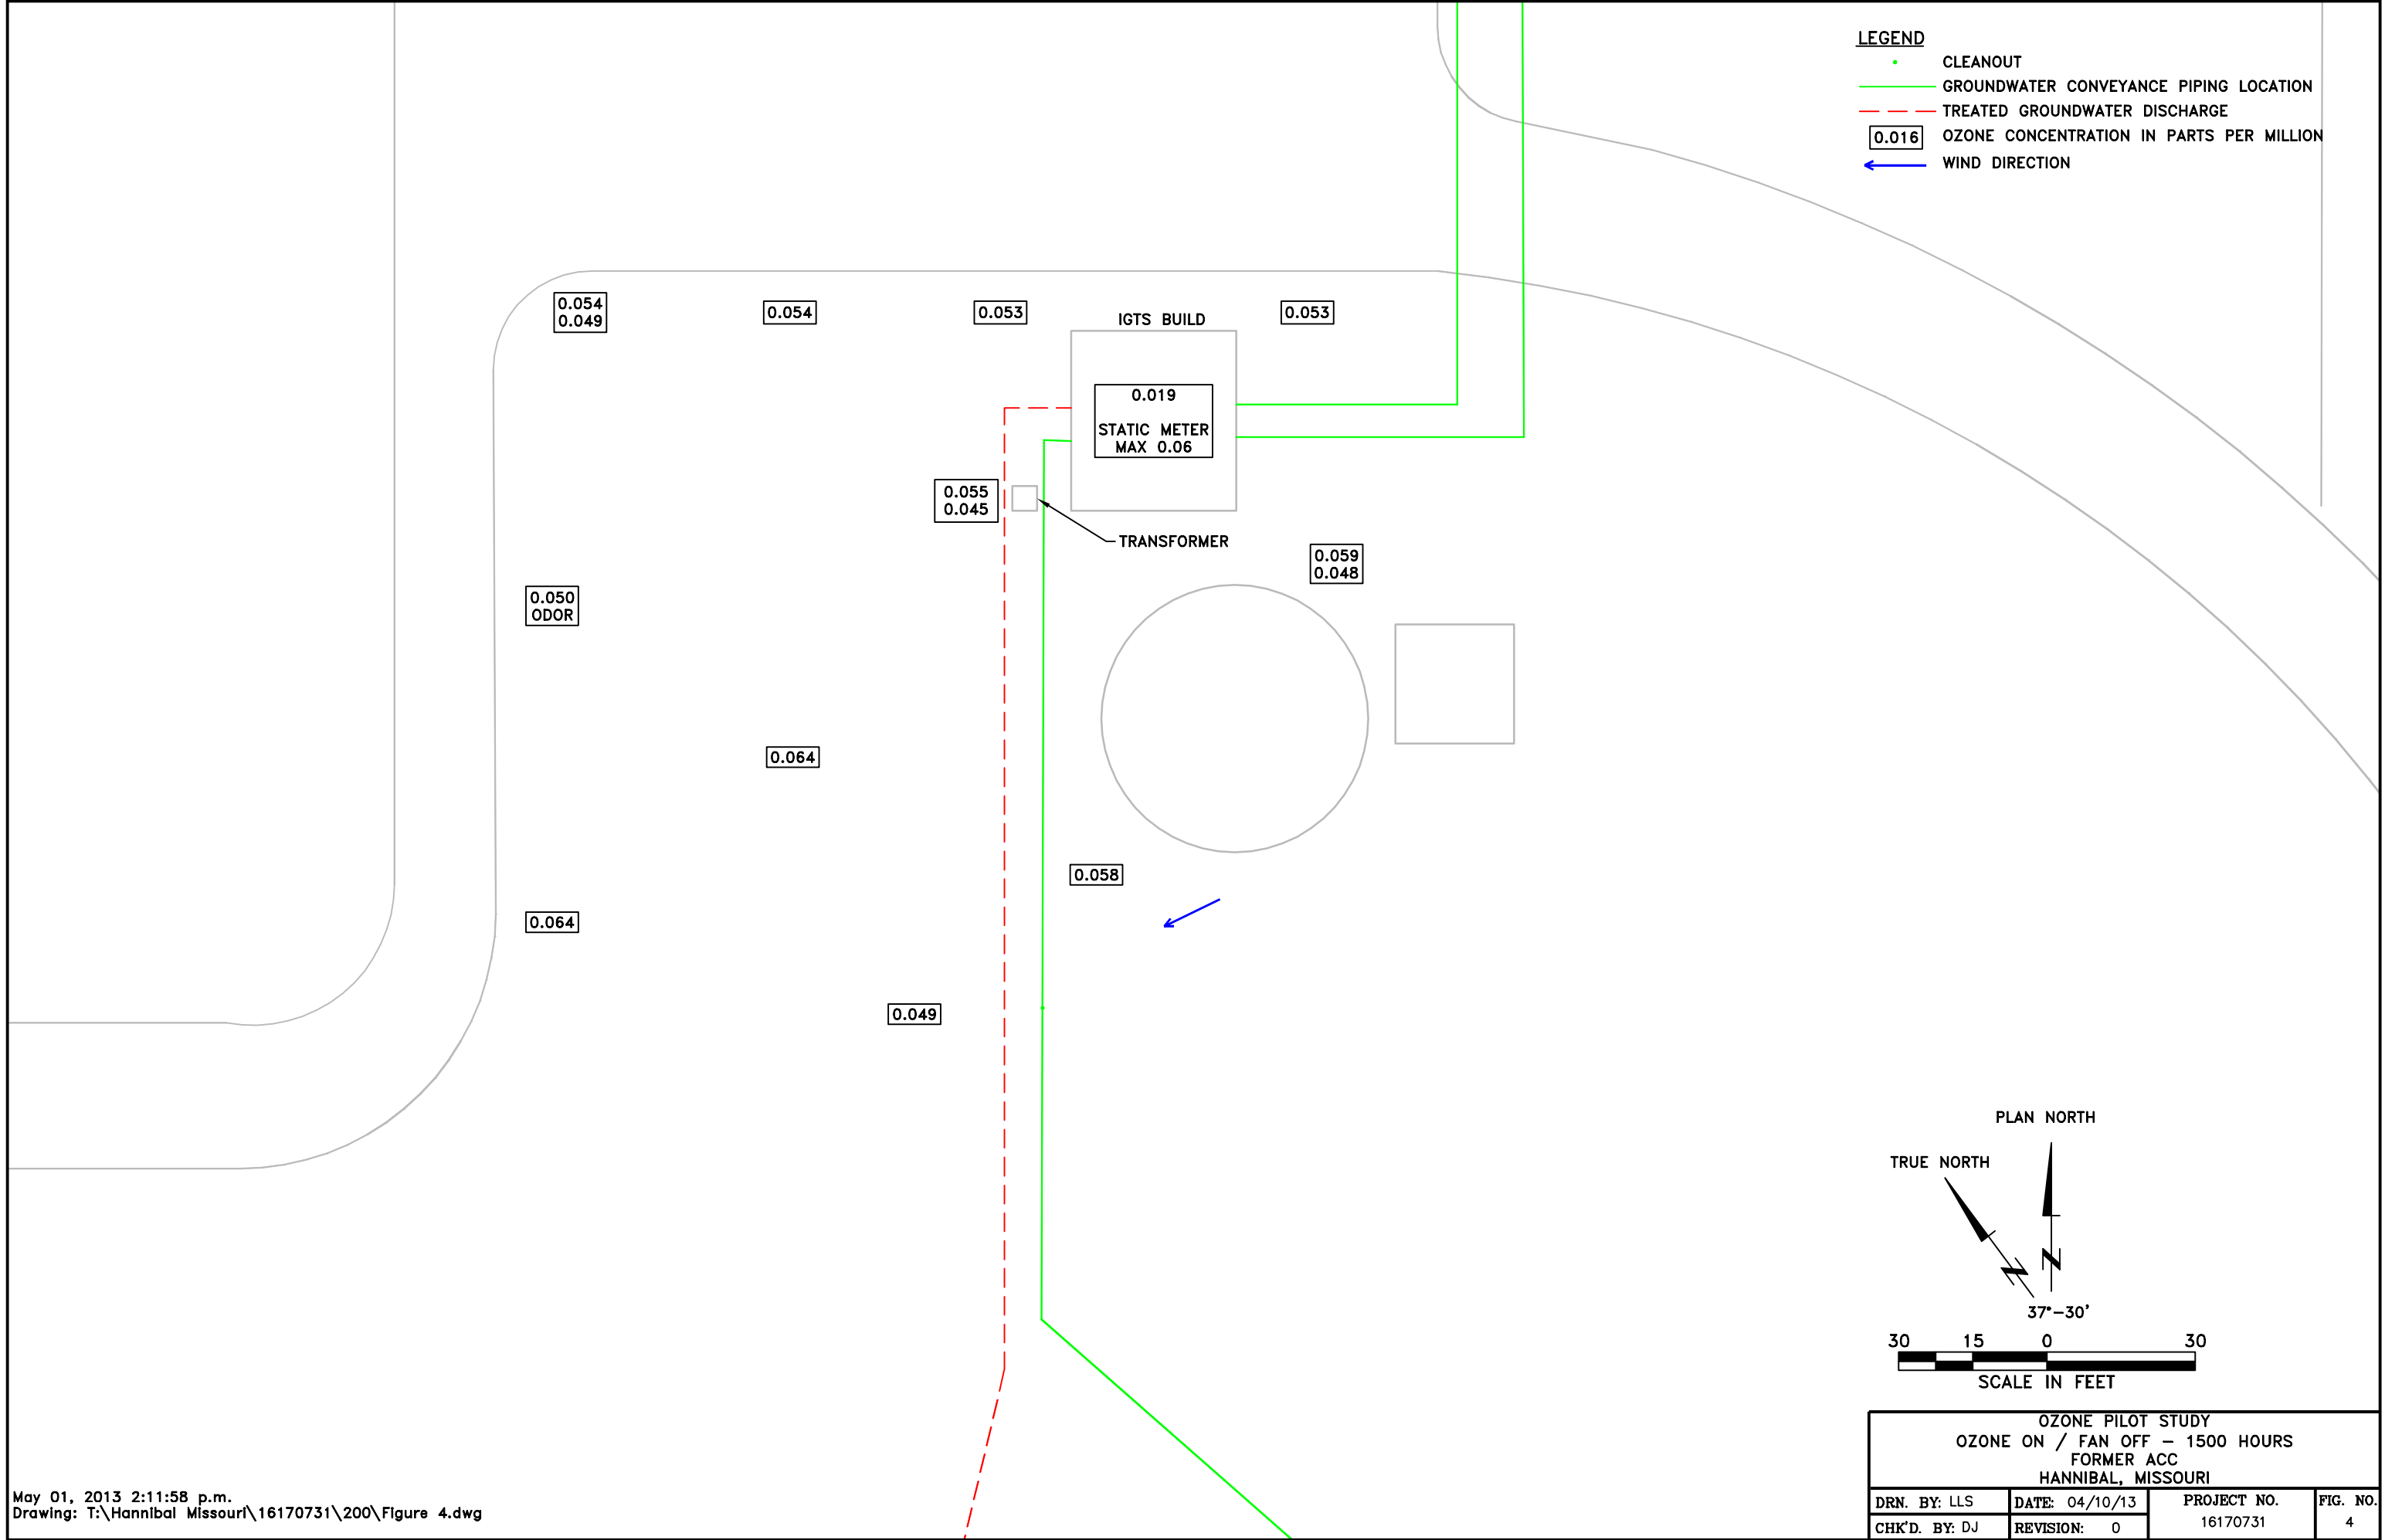 LEGEND
CLEANOUT
GROUNDWATER CONVEYANCE PIPING LOCATION
TREATED GROUNDWATER DISCHARGE
0.016 OZONE CONCENTRATION IN PARTS PER MILLION
WIND DIRECTION
0.054
0.049
0.054
0.053
IGTS BUILD
0.053
0.019
STATIC METER
MAX 0.06
0.055
0.045
TRANSFORMER
0.059
0.048
0.050
ODOR
0.064
0.058
0.064
0.049
PLAN NORTH
TRUE NORTH
N
N
37°-30'
30 15 0 30
SCALE IN FEET
OZONE PILOT STUDY
OZONE ON / FAN OFF - 1500 HOURS
FORMER ACC
HANNIBAL, MISSOURI
DRN. BY: LLS
DATE: 04/10/13
PROJECT NO.
FIG. NO.
CHK'D. BY: DJ
REVISION: 0
16170731
4
May 01, 2013 2:11:58 p.m.
Drawing: T:\Hannibal Missouri\16170731\200\Figure 4.dwg